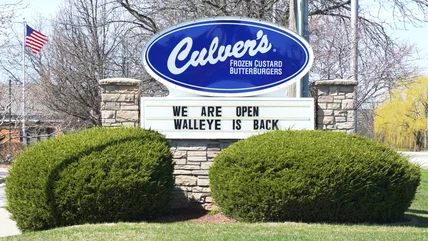 Culver's
FROZEN CUSTARD
BUTTERBURGERS
WE ARE OPEN
WALLEYE IS BACK